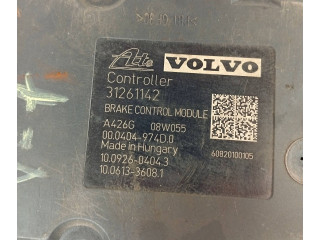 Ate VOLVO
Controller
31261142
BRAKE CONTROL MODULE
A426G 08W055
00.0404-974D.0
Made in Hungary 60820100105
10.0926-0404.3
10.0613-3608.1